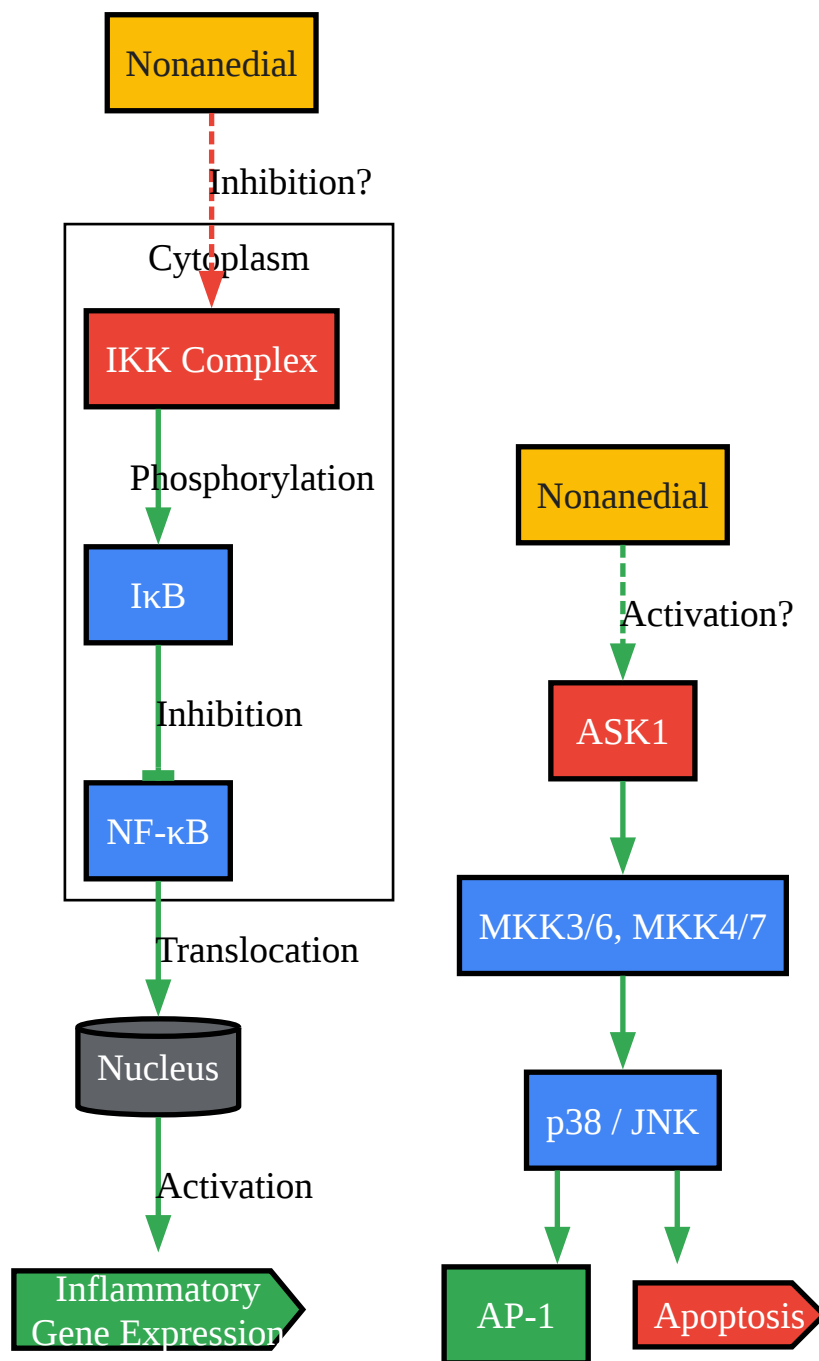 Nonanedial
Inhibition?
Cytoplasm
IKK Complex
Phosphorylation
IκB
Inhibition
NF-κB
Translocation
Nucleus
Activation
Inflammatory
Gene Expression
Nonanedial
Activation?
ASK1
MKK3/6, MKK4/7
p38 / JNK
AP-1
Apoptosis